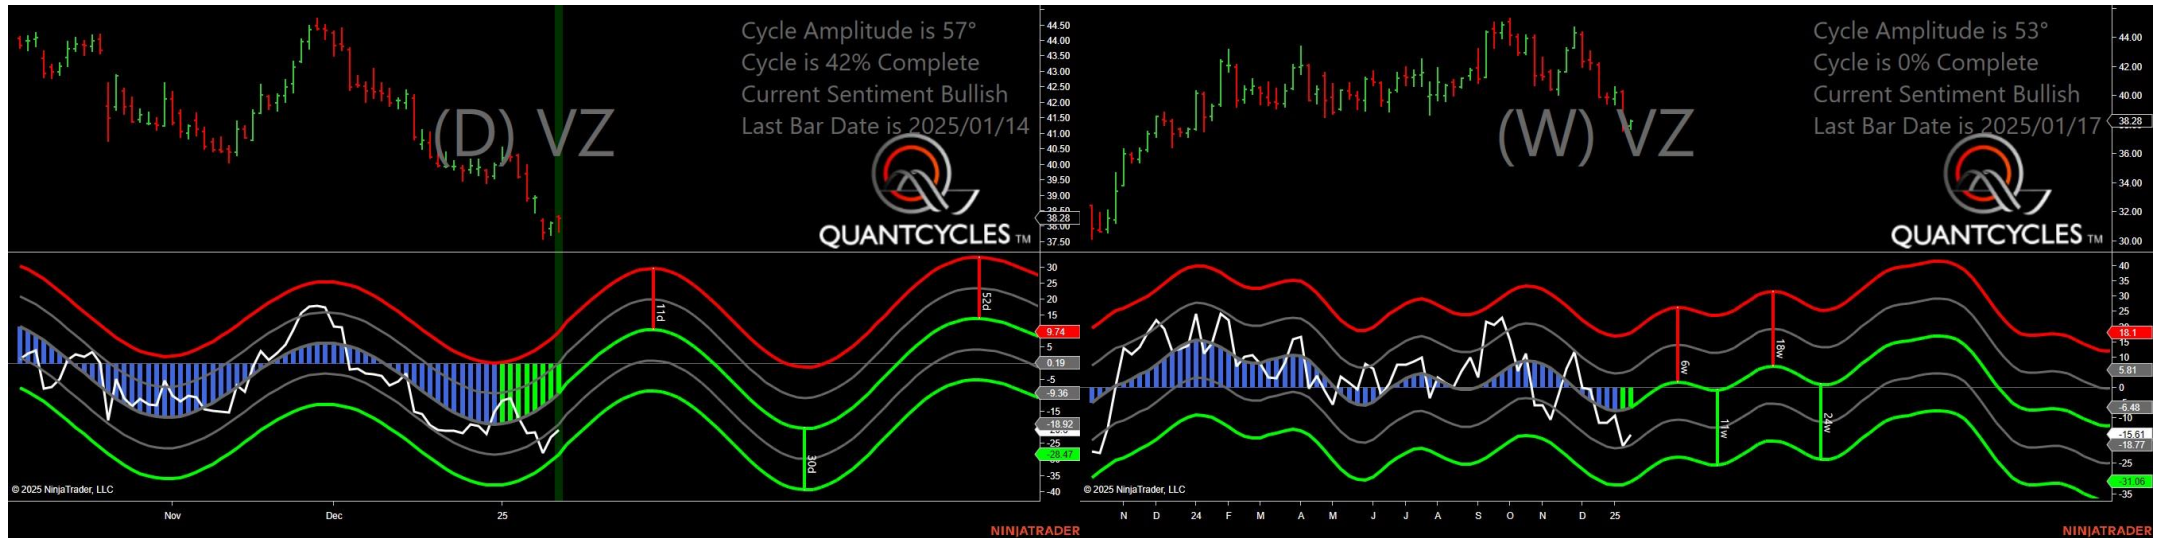 Cycle Amplitude is 57°
Cycle is 42% Complete
Current Sentiment Bullish
Last Bar Date is 2025/01/14
(D) VZ
QUANTCYCLES TM
44.50
44.00
43.50
43.00
42.50
42.00
41.50
41.00
40.50
40.00
39.50
39.00
38.50
38.28
38.00
37.50
30
25
20
15
9.74
5
0.19
-5
-9.36
-15
-18.92
-25
-28.47
-35
-40
11d
30d
52d
© 2025 NinjaTrader, LLC
Nov
Dec
25
NINJATRADER
Cycle Amplitude is 53°
Cycle is 0% Complete
Current Sentiment Bullish
Last Bar Date is 2025/01/17
(W) VZ
QUANTCYCLES TM
44.00
42.00
40.00
38.28
36.00
34.00
32.00
30.00
40
35
30
25
18.1
15
10
5.81
0
-6.48
-10
-15.61
-18.77
-25
-31.06
-35
6w
11w
18w
24w
© 2025 NinjaTrader, LLC
N D 24 F M A M J J A S O N D 25
NINJATRADER